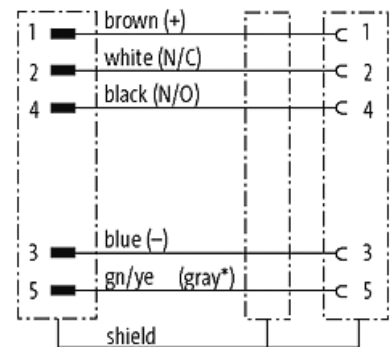 1 brown (+) 1
2 white (N/C) 2
4 black (N/O) 4
3 blue (–) 3
5 gn/ye (gray*) 5
shield